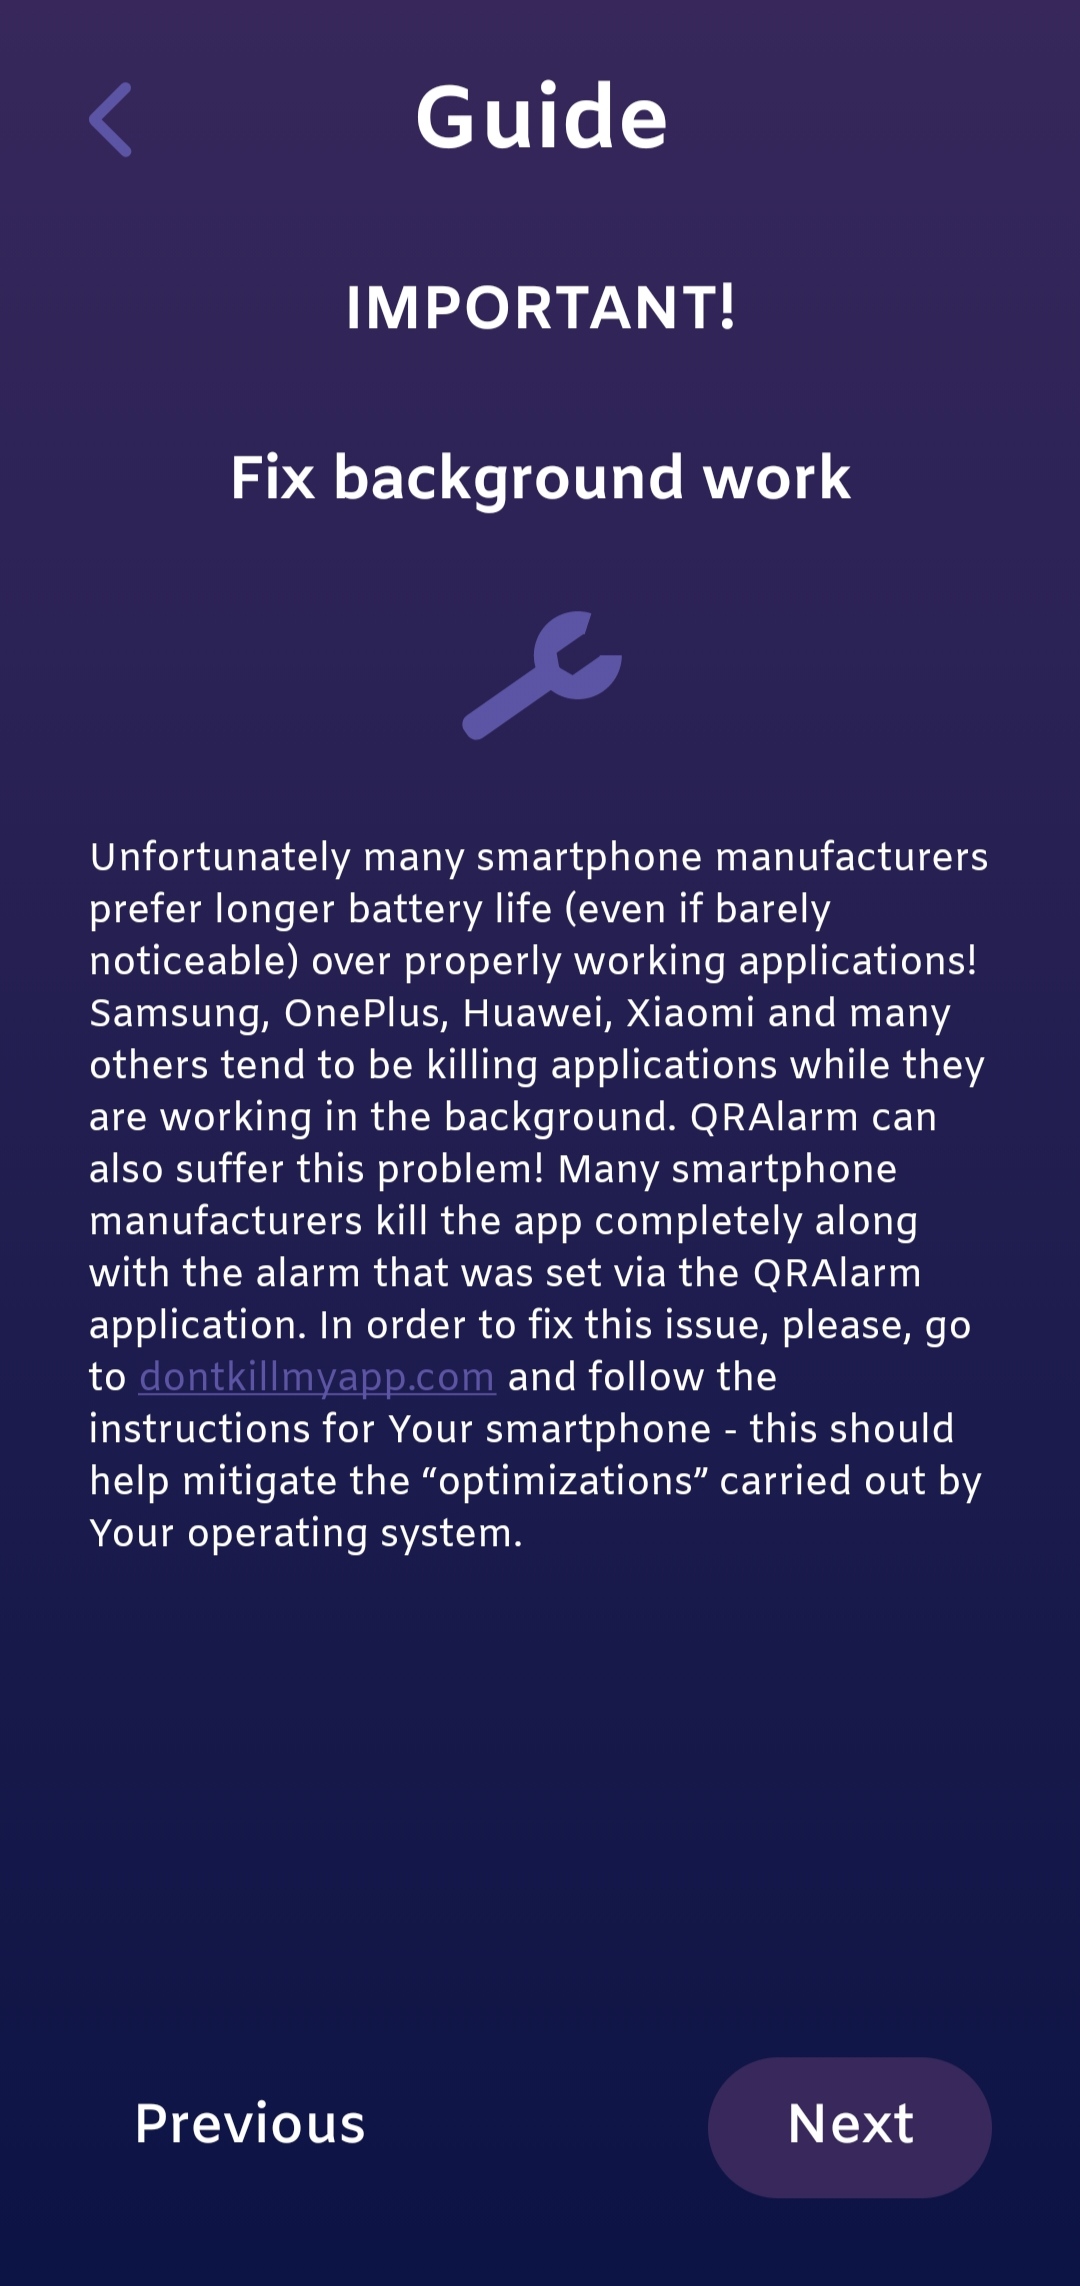 Guide
IMPORTANT!
Fix background work
Unfortunately many smartphone manufacturers
prefer longer battery life (even if barely
noticeable) over properly working applications!
Samsung, OnePlus, Huawei, Xiaomi and many
others tend to be killing applications while they
are working in the background. QRAlarm can
also suffer this problem! Many smartphone
manufacturers kill the app completely along
with the alarm that was set via the QRAlarm
application. In order to fix this issue, please, go
to dontkillmyapp.com and follow the
instructions for Your smartphone - this should
help mitigate the “optimizations” carried out by
Your operating system.
Previous
Next